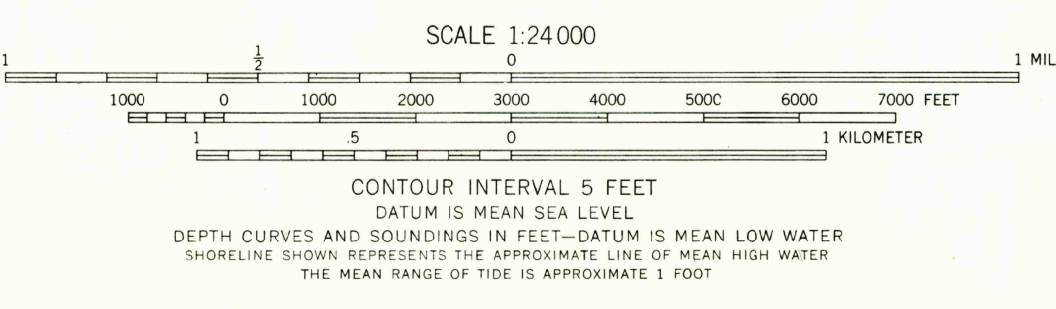 SCALE 1:24000
1 1/2 0 1 MIL
1000 0 1000 2000 3000 4000 5000 6000 7000 FEET
1 .5 0 1 KILOMETER
CONTOUR INTERVAL 5 FEET
DATUM IS MEAN SEA LEVEL
DEPTH CURVES AND SOUNDINGS IN FEET—DATUM IS MEAN LOW WATER
SHORELINE SHOWN REPRESENTS THE APPROXIMATE LINE OF MEAN HIGH WATER
THE MEAN RANGE OF TIDE IS APPROXIMATE 1 FOOT